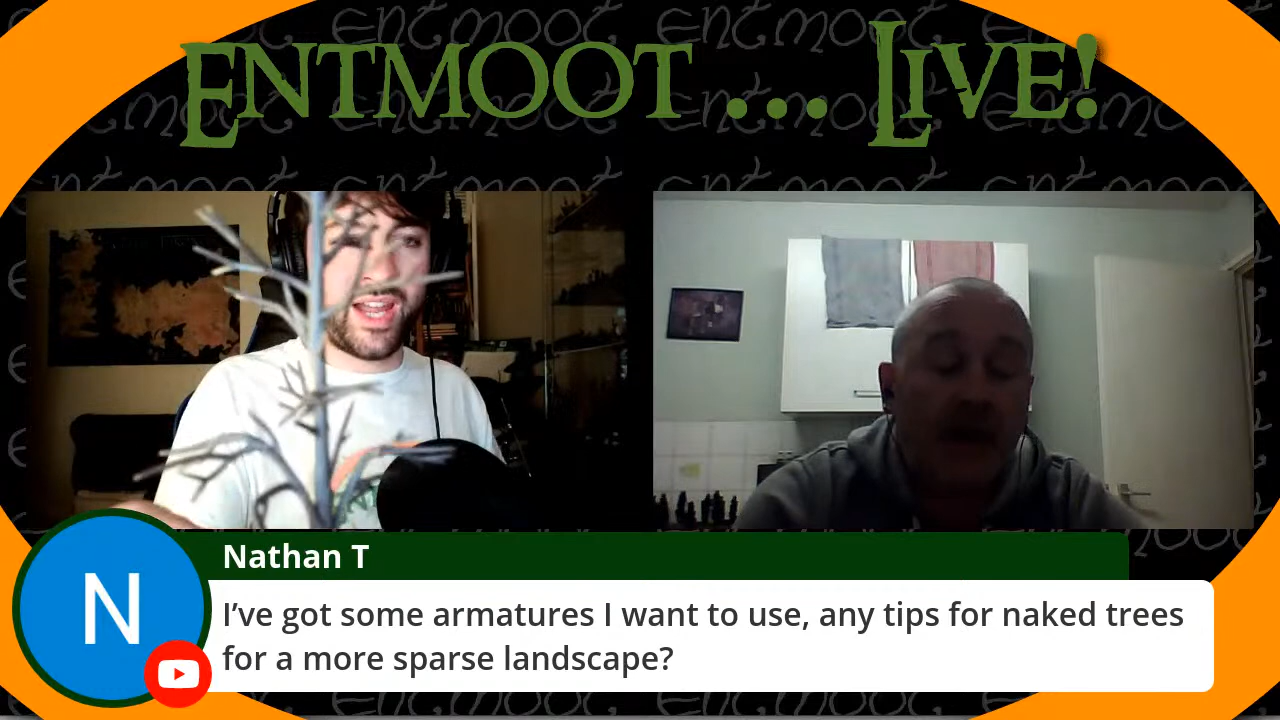 Entmoot... Live!
Nathan T
I've got some armatures I want to use, any tips for naked trees
for a more sparse landscape?
N